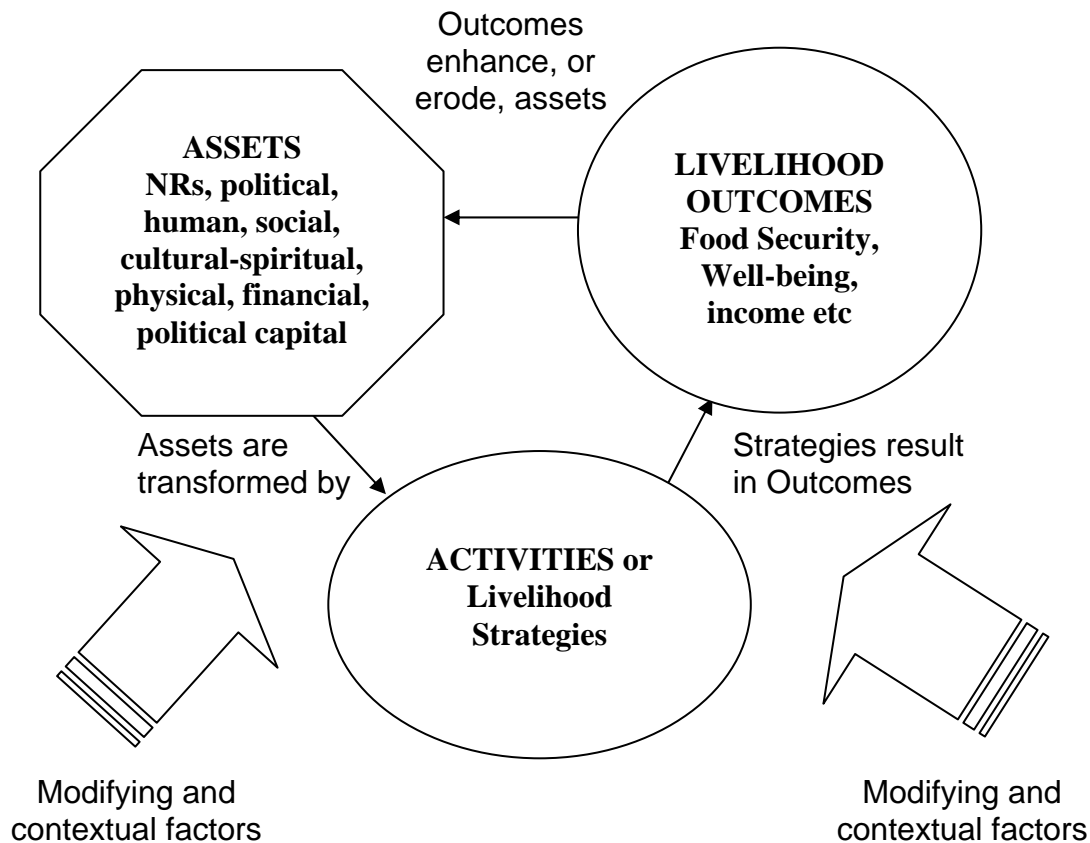 Outcomes
enhance, or
erode, assets
ASSETS
NRs, political,
human, social,
cultural-spiritual,
physical, financial,
political capital
LIVELIHOOD
OUTCOMES
Food Security,
Well-being,
income etc
Assets are
transformed by
Strategies result
in Outcomes
ACTIVITIES or
Livelihood
Strategies
Modifying and
contextual factors
Modifying and
contextual factors